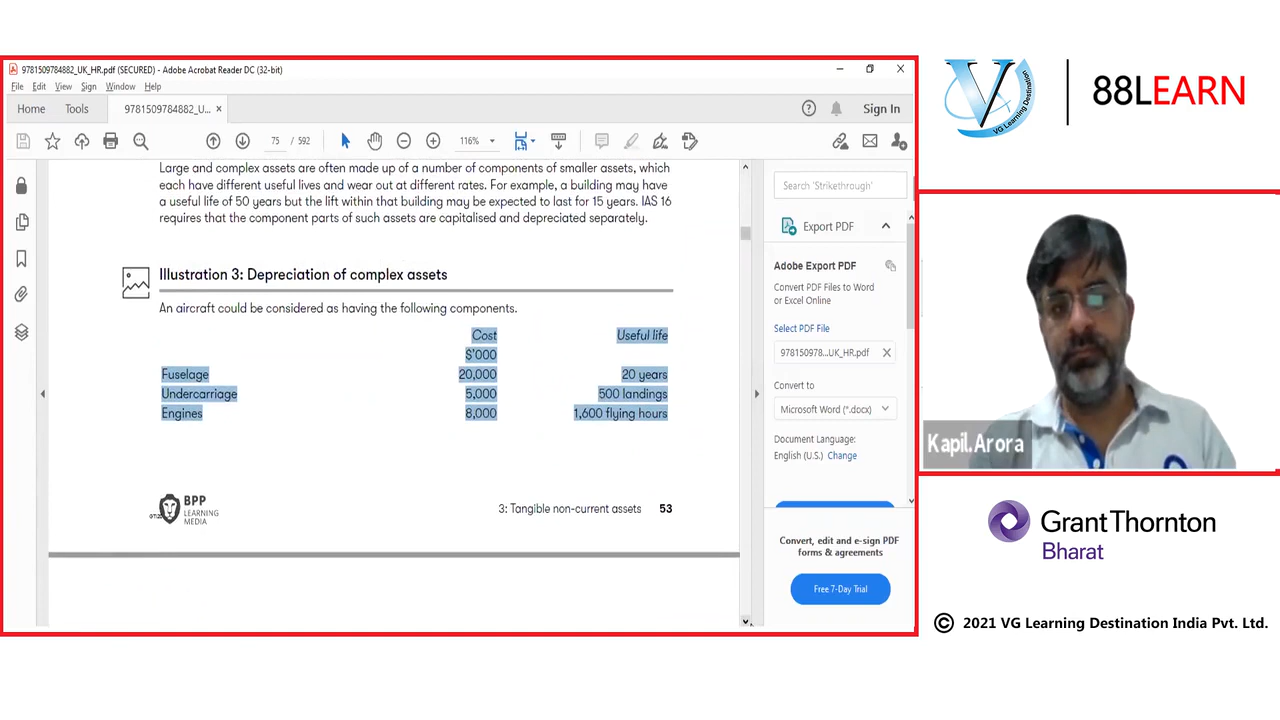 9781509784882_UK_HR.pdf (SECURED) - Adobe Acrobat Reader DC (32-bit)
File Edit View Sign Window Help
Home Tools 9781509784882_U... × Sign In
75 / 592 116%
Large and complex assets are often made up of a number of components of smaller assets, which
each have different useful lives and wear out at different rates. For example, a building may have
a useful life of 50 years but the lift within that building may be expected to last for 15 years. IAS 16
requires that the component parts of such assets are capitalised and depreciated separately.
Illustration 3: Depreciation of complex assets
An aircraft could be considered as having the following components.
Cost Useful life
$'000
Fuselage 20,000 20 years
Undercarriage 5,000 500 landings
Engines 8,000 1,600 flying hours
BPP
LEARNING
MEDIA
3: Tangible non-current assets 53
Search 'Strikethrough'
Export PDF
Adobe Export PDF
Convert PDF Files to Word
or Excel Online
Select PDF File
978150978...UK_HR.pdf
Convert to
Microsoft Word (*.docx)
Document Language:
English (U.S.) Change
Convert, edit and e-sign PDF
forms & agreements
Free 7-Day Trial
V
VG Learning Destination
88LEARN
Kapil.Arora
GrantThornton
Bharat
© 2021 VG Learning Destination India Pvt. Ltd.